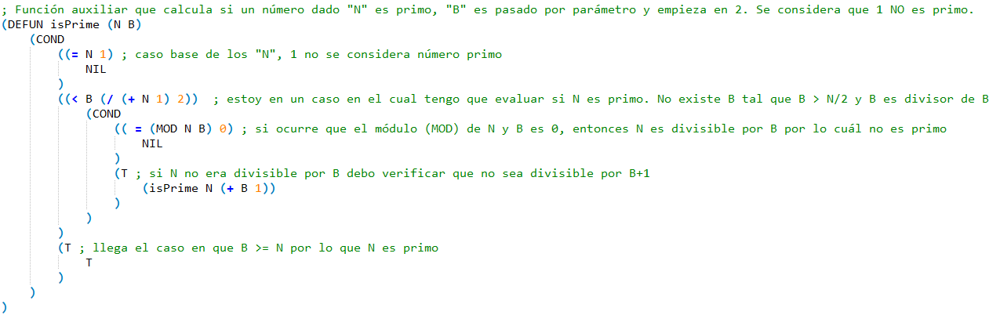 ; Función auxiliar que calcula si un número dado "N" es primo, "B" es pasado por parámetro y empieza en 2. Se considera que 1 NO es primo.
(DEFUN isPrime (N B)
    (COND
        ((= N 1) ; caso base de los "N", 1 no se considera número primo
            NIL
        )
        ((< B (/ (+ N 1) 2))  ; estoy en un caso en el cual tengo que evaluar si N es primo. No existe B tal que B > N/2 y B es divisor de B
            (COND
                (( = (MOD N B) 0) ; si ocurre que el módulo (MOD) de N y B es 0, entonces N es divisible por B por lo cuál no es primo
                    NIL
                )
                (T ; si N no era divisible por B debo verificar que no sea divisible por B+1
                    (isPrime N (+ B 1))
                )
            )
        )
        (T ; llega el caso en que B >= N por lo que N es primo
            T
        )
    )
)